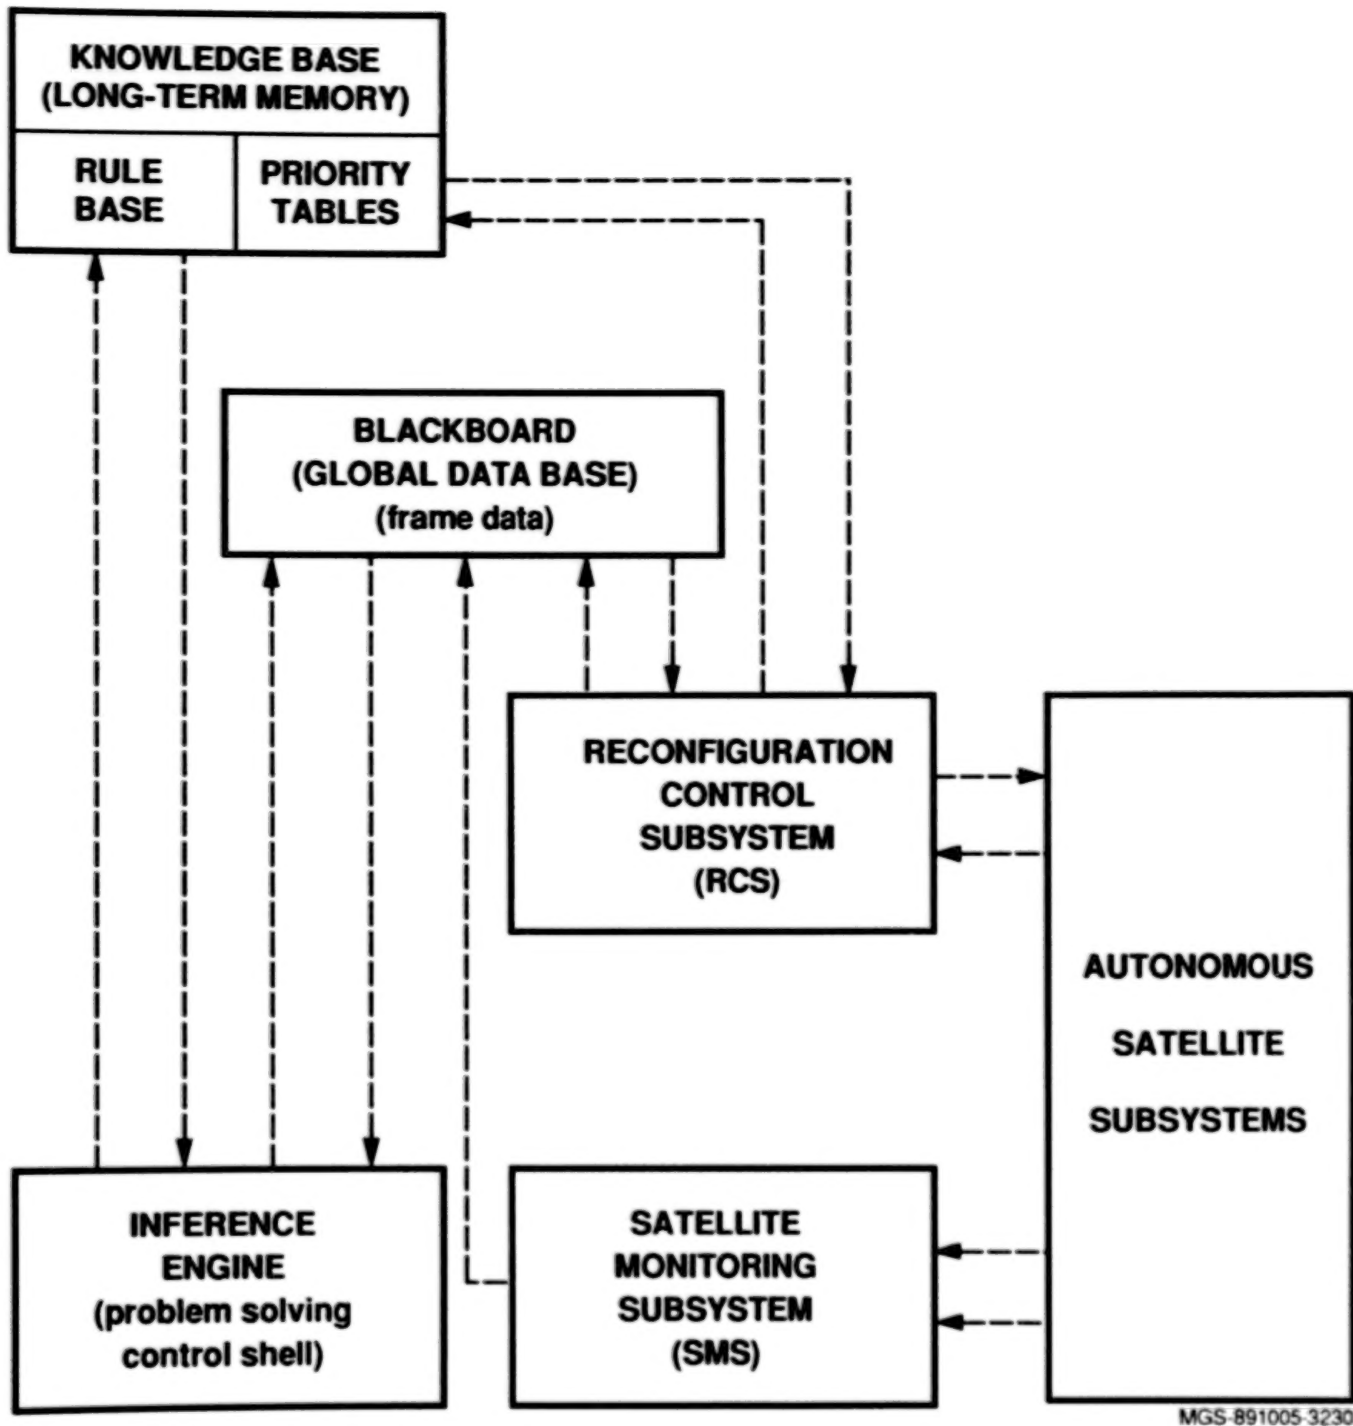 KNOWLEDGE BASE
(LONG-TERM MEMORY)
RULE
BASE
PRIORITY
TABLES
BLACKBOARD
(GLOBAL DATA BASE)
(frame data)
RECONFIGURATION
CONTROL
SUBSYSTEM
(RCS)
AUTONOMOUS
SATELLITE
SUBSYSTEMS
INFERENCE
ENGINE
(problem solving
control shell)
SATELLITE
MONITORING
SUBSYSTEM
(SMS)
MGS-891005-3230